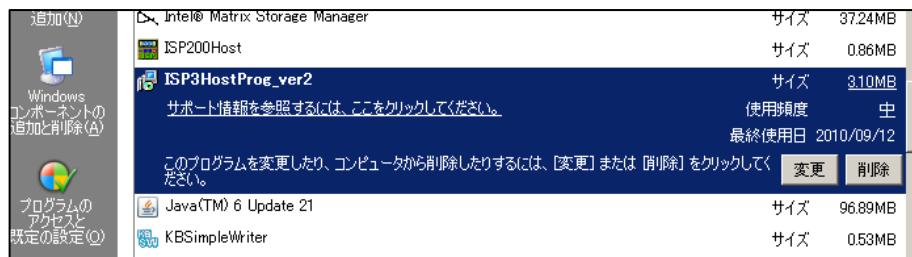 追加(N)
Intel® Matrix Storage Manager サイズ 37.24MB
ISP200Host サイズ 0.86MB
ISP3HostProg_ver2 サイズ 3.10MB
Windows
コンポーネントの
追加と削除(A)
サポート情報を参照するには、ここをクリックしてください。 使用頻度 中
最終使用日 2010/09/12
このプログラムを変更したり、コンピュータから削除したりするには、[変更] または [削除] をクリックしてく
ださい。
変更 削除
プログラムの
アクセスと
既定の設定(O)
Java(TM) 6 Update 21 サイズ 96.89MB
KBSimpleWriter サイズ 0.53MB